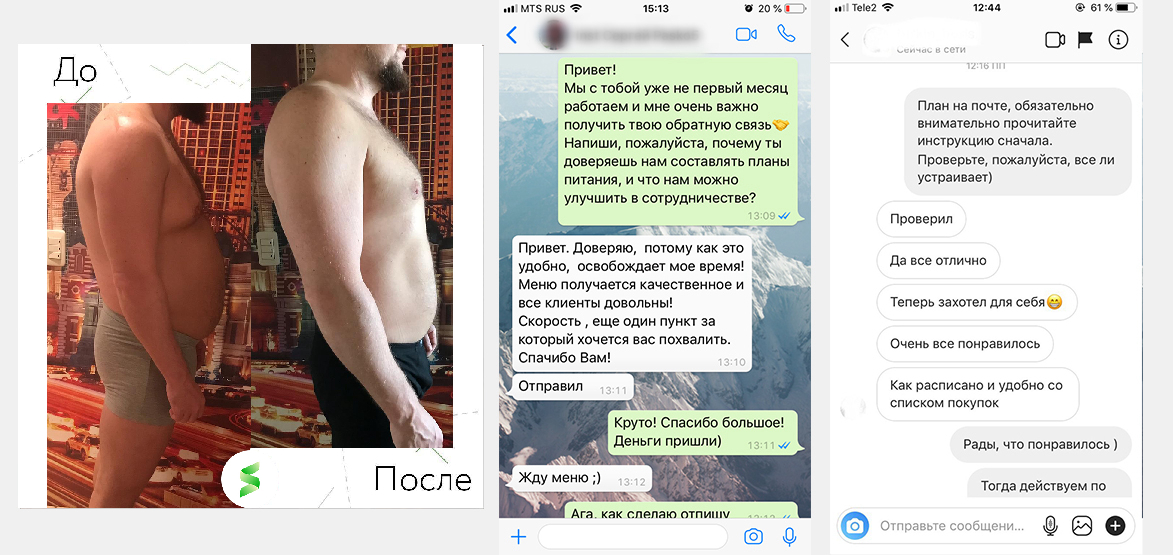 До
После
MTS RUS
15:13
20 %
Привет!
Мы с тобой уже не первый месяц
работаем и мне очень важно
получить твою обратную связь🤝
Напиши, пожалуйста, почему ты
доверяешь нам составлять планы
питания, и что нам можно
улучшить в сотрудничестве?
13:09
Привет. Доверяю, потому как это
удобно, освобождает мое время!
Меню получается качественное и
все клиенты довольны!
Скорость , еще один пункт за
который хочется вас похвалить.
Спачибо Вам!
13:10
Отправил
13:11
Круто! Спасибо большое!
Деньги пришли)
13:11
Жду меню ;)
13:12
Ага, как сделаю отпишу
13:12
Tele2
12:44
61 %
Сейчас в сети
12:16 ПП
План на почте, обязательно
внимательно прочитайте
инструкцию сначала.
Проверьте, пожалуйста, все ли
устраивает)
Проверил
Да все отлично
Теперь захотел для себя😁
Очень все понравилось
Как расписано и удобно со
списком покупок
Рады, что понравилось )
Тогда действуем по
Отправьте сообщени...